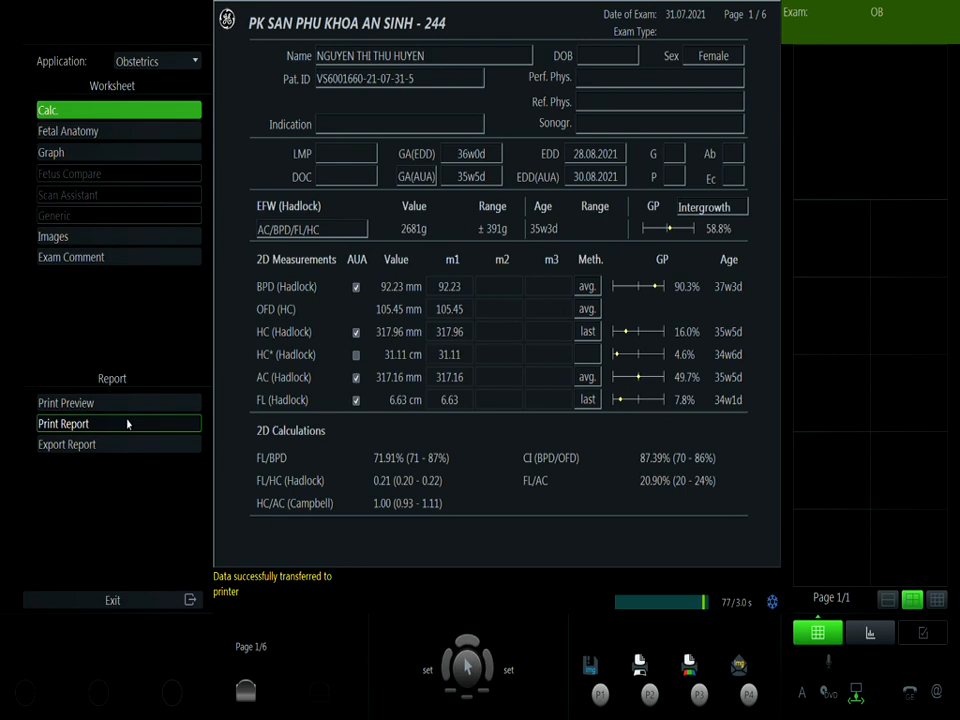 PK SAN PHU KHOA AN SINH - 244
Date of Exam: 31.07.2021 Page 1 / 6
Exam Type:
Exam: OB
Application: Obstetrics
Worksheet
Calc.
Fetal Anatomy
Graph
Fetus Compare
Scan Assistant
Generic
Images
Exam Comment
Report
Print Preview
Print Report
Export Report
Exit
Name NGUYEN THI THU HUYEN DOB Sex Female
Pat. ID VS6001660-21-07-31-5 Perf. Phys.
Ref. Phys.
Indication Sonogr.
LMP GA(EDD) 36w0d EDD 28.08.2021 G Ab
DOC GA(AUA) 35w5d EDD(AUA) 30.08.2021 P Ec
EFW (Hadlock) Value Range Age Range GP Intergrowth
AC/BPD/FL/HC 2681g ± 391g 35w3d 58.8%
2D Measurements AUA Value m1 m2 m3 Meth. GP Age
BPD (Hadlock) 92.23 mm 92.23 avg. 90.3% 37w3d
OFD (HC) 105.45 mm 105.45 avg.
HC (Hadlock) 317.96 mm 317.96 last 16.0% 35w5d
HC* (Hadlock) 31.11 cm 31.11 4.6% 34w6d
AC (Hadlock) 317.16 mm 317.16 avg. 49.7% 35w5d
FL (Hadlock) 6.63 cm 6.63 last 7.8% 34w1d
2D Calculations
FL/BPD 71.91% (71 - 87%) CI (BPD/OFD) 87.39% (70 - 86%)
FL/HC (Hadlock) 0.21 (0.20 - 0.22) FL/AC 20.90% (20 - 24%)
HC/AC (Campbell) 1.00 (0.93 - 1.11)
Data successfully transferred to
printer
77/3.0 s
Page 1/1
Page 1/6
set set
img
P1 P2 P3 P4
A DVD @